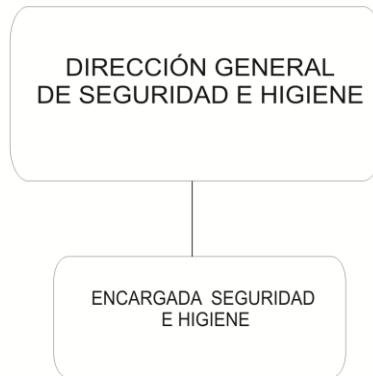 DIRECCIÓN GENERAL
DE SEGURIDAD E HIGIENE
ENCARGADA SEGURIDAD
E HIGIENE